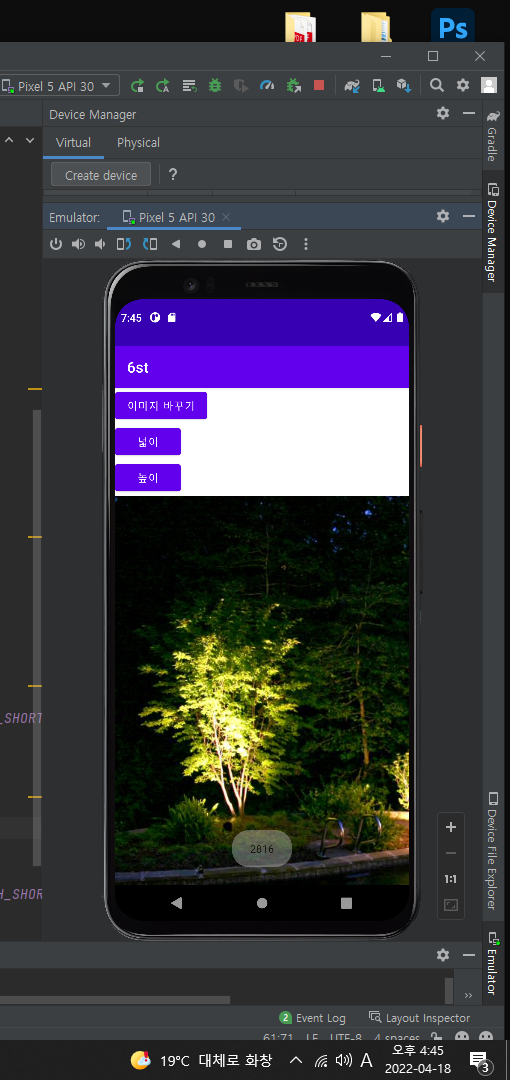 PDF
Ps
Pixel 5 API 30
Device Manager
Virtual
Physical
Create device
?
Emulator:
Pixel 5 API 30
7:45
6st
이미지 바꾸기
넓이
높이
2816
_SHORT
H_SHOR
1:1
Gradle
Device Manager
Device File Explorer
Emulator
2 Event Log
Layout Inspector
61:71 LF UTF-8 4 spaces
19°C 대체로 화창
A
오후 4:45
2022-04-18
3